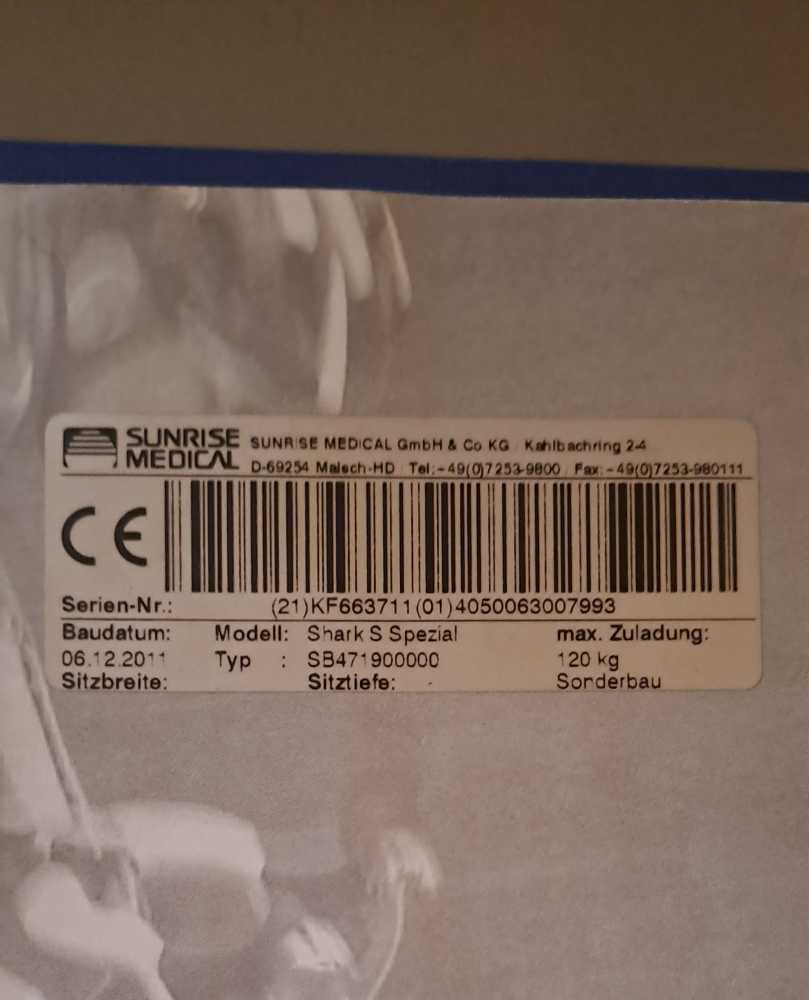 SUNRISE MEDICAL
SUNRISE MEDICAL GmbH & Co KG Kahlbachring 2-4
D-69254 Malsch-HD Tel:+49(0)7253-9800 Fax:+49(0)7253-980111
CE
Serien-Nr.: (21)KF663711(01)4050063007993
Baudatum: Modell: Shark S Spezial max. Zuladung:
06.12.2011 Typ : SB471900000 120 kg
Sitzbreite: Sitztiefe: - Sonderbau